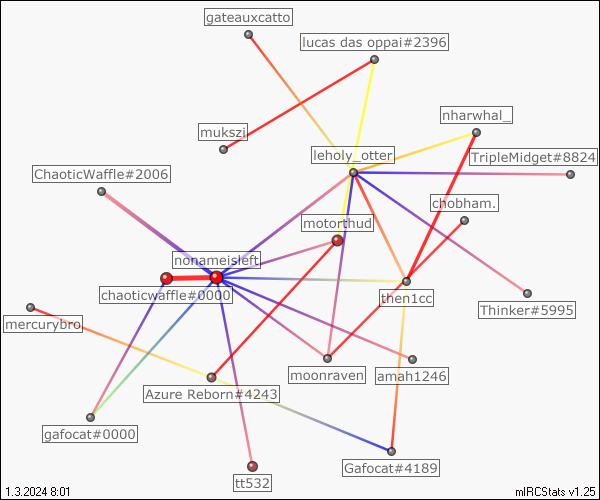 gateauxcatto
lucas das oppai#2396
nharwhal_
mukszi
leholy_otter
TripleMidget#8824
ChaoticWaffle#2006
chobham.
motorthud
nonameisleft
chaoticwaffle#0000
then1cc
Thinker#5995
mercurybro
moonraven
amah1246
Azure Reborn#4243
gafocat#0000
Gafocat#4189
tt532
1.3.2024 8:01
mIRCStats v1.25